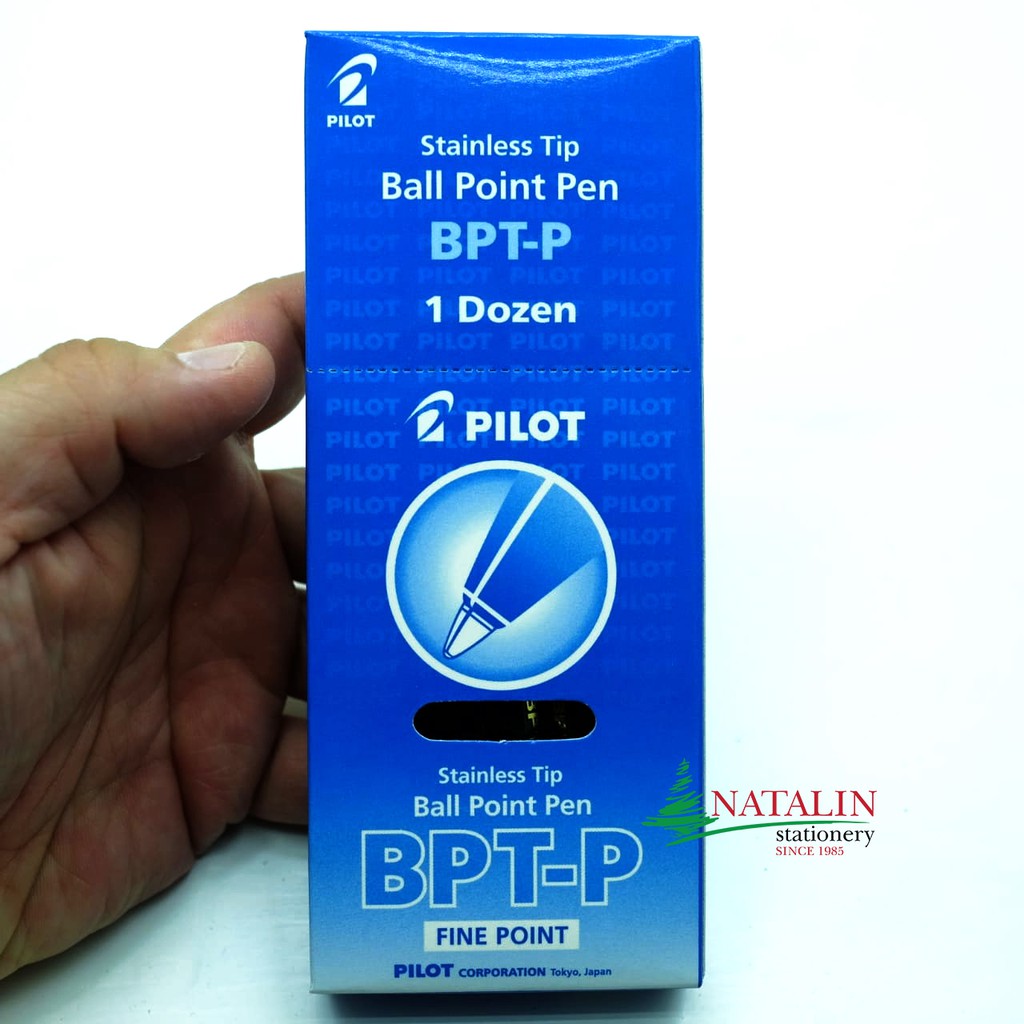 PILOT
Stainless Tip
Ball Point Pen
BPT-P
1 Dozen
PILOT
Stainless Tip
Ball Point Pen
BPT-P
FINE POINT
PILOT CORPORATION Tokyo, Japan
NATALIN
stationery
SINCE 1985